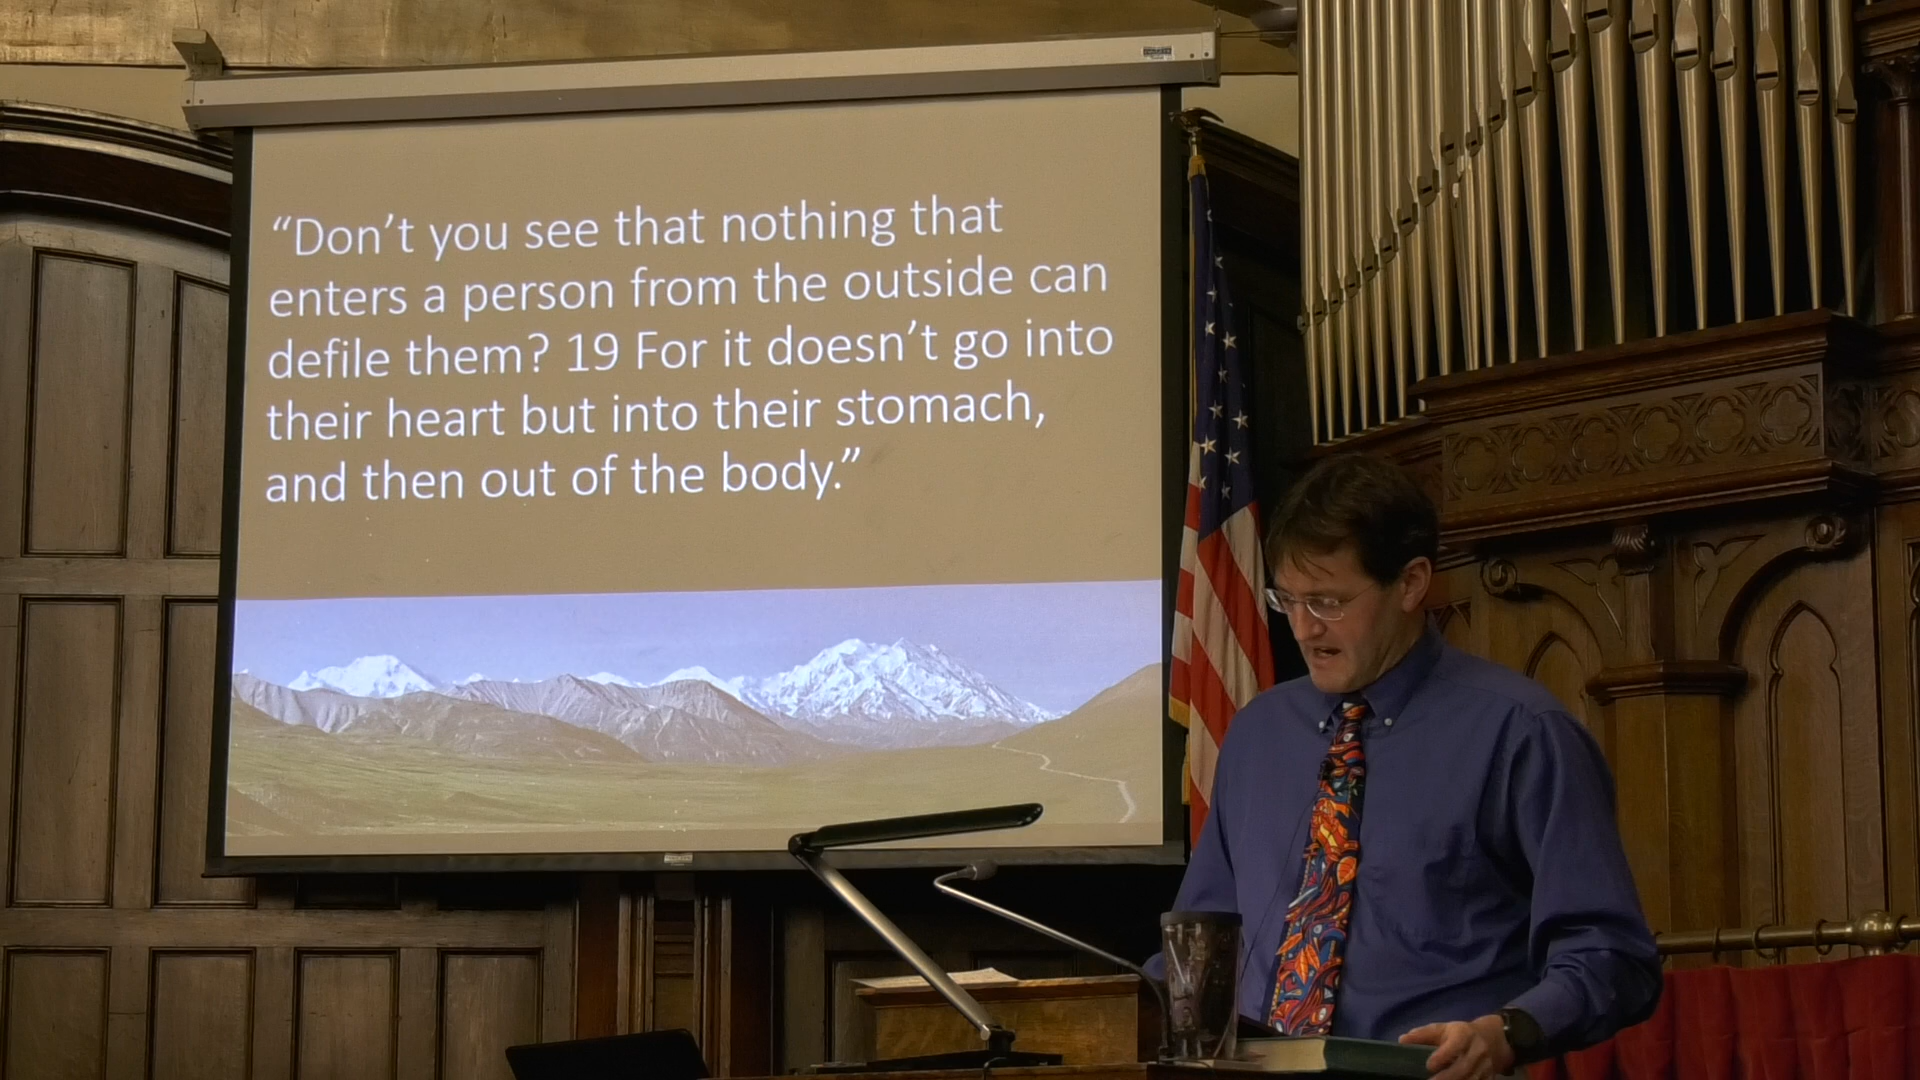 “Don’t you see that nothing that
enters a person from the outside can
defile them? 19 For it doesn’t go into
their heart but into their stomach,
and then out of the body.”